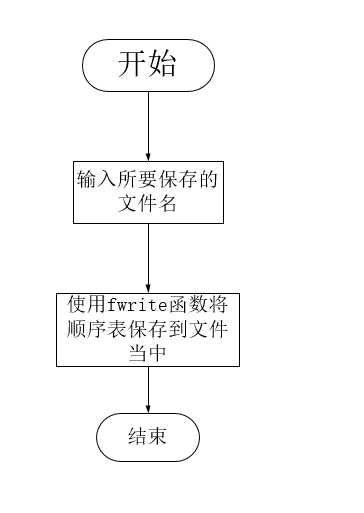 开始
输入所要保存的
文件名
使用fwrite函数将
顺序表保存到文件
当中
结束